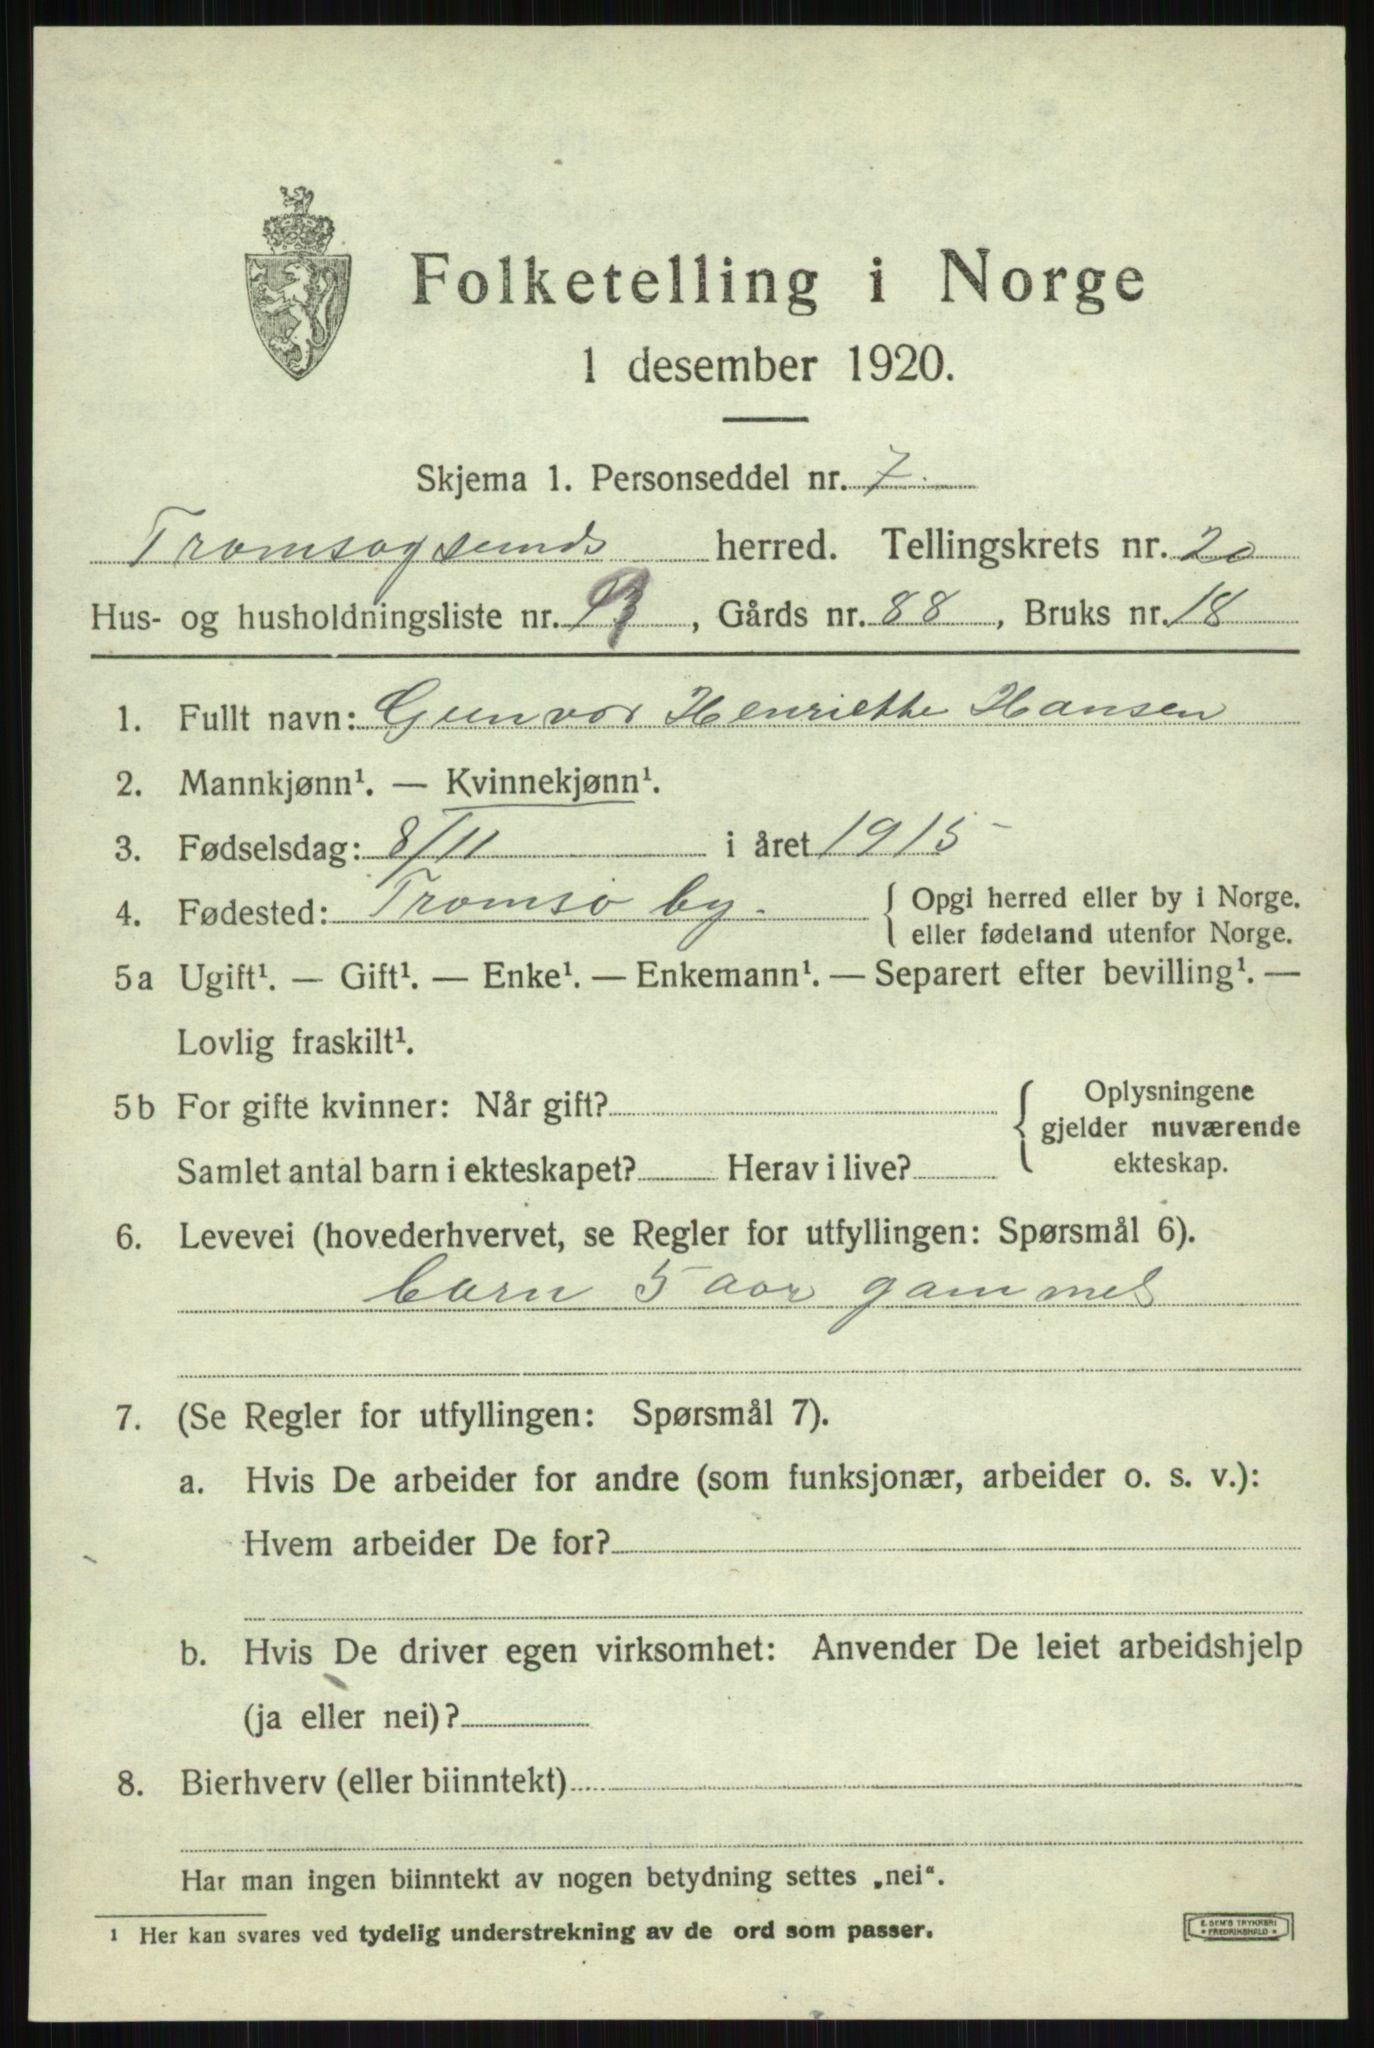 Folketelling i Norge
1 desember 1920.
Skjema 1. Personseddel nr. 7.
Tromsøysunds herred. Tellingskrets nr. 20
Hus- og husholdningsliste nr. , Gårds nr. 88, Bruks nr. 18
1. Fullt navn: Gunvor Henriette Hansen
2. Mannkjønn¹. — Kvinnekjønn¹.
3. Fødselsdag: 8/11 i året 1915
4. Fødested: Tromsø by. { Opgi herred eller by i Norge.
eller fødeland utenfor Norge.
5a Ugift¹. — Gift¹. — Enke¹. — Enkemann¹. — Separert efter bevilling¹. —
Lovlig fraskilt¹.
5b For gifte kvinner: Når gift? { Oplysningene
gjelder nuværende
Samlet antal barn i ekteskapet? Herav i live? ekteskap.
6. Levevei (hovederhvervet, se Regler for utfyllingen: Spørsmål 6).
barn 5 aar gammel
7. (Se Regler for utfyllingen: Spørsmål 7).
a. Hvis De arbeider for andre (som funksjonær, arbeider o. s. v.):
Hvem arbeider De for?
b. Hvis De driver egen virksomhet: Anvender De leiet arbeidshjelp
(ja eller nei)?
8. Bierhverv (eller biinntekt)
Har man ingen biinntekt av nogen betydning settes „nei“.
¹ Her kan svares ved tydelig understrekning av de ord som passer.
E. SEM'S TRYKKERI
* FREDRIKSHALD *